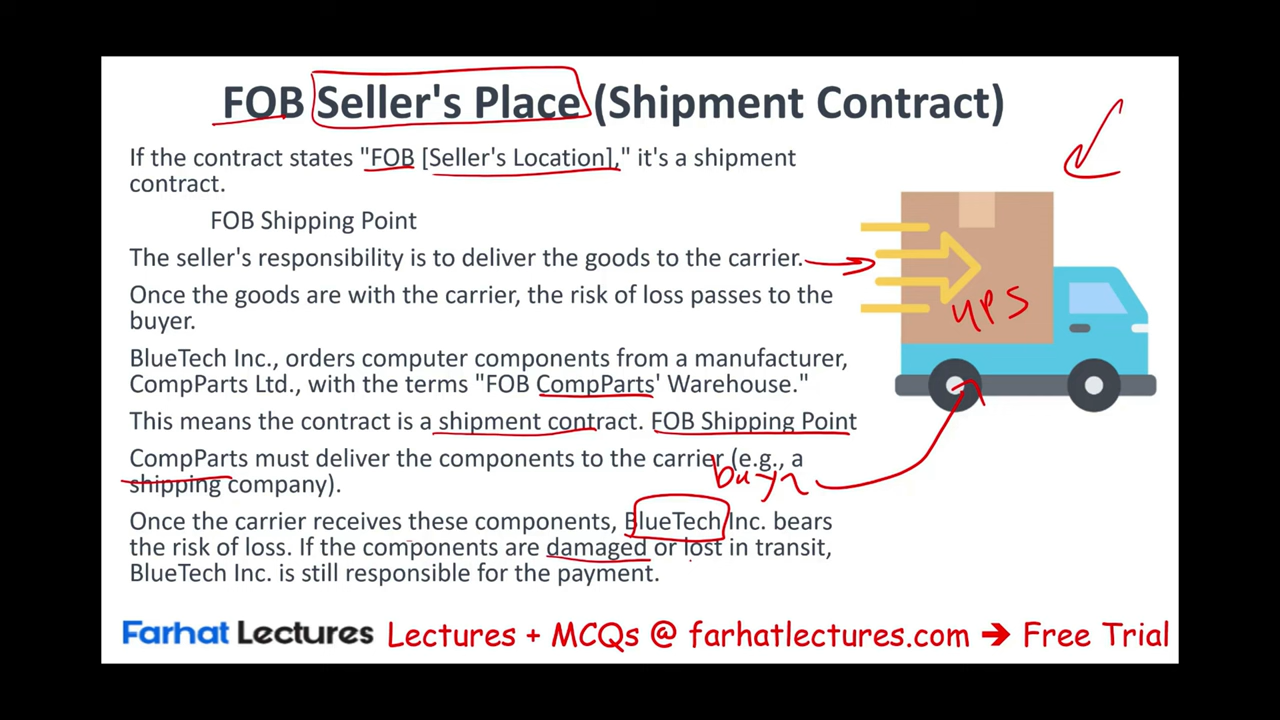 FOB Seller's Place (Shipment Contract)
If the contract states "FOB [Seller's Location]," it's a shipment
contract.
FOB Shipping Point
The seller's responsibility is to deliver the goods to the carrier.
Once the goods are with the carrier, the risk of loss passes to the
buyer.
UPS
BlueTech Inc., orders computer components from a manufacturer,
CompParts Ltd., with the terms "FOB CompParts' Warehouse."
This means the contract is a shipment contract. FOB Shipping Point
CompParts must deliver the components to the carrier (e.g., a
shipping company).
buyer
Once the carrier receives these components, BlueTech Inc. bears
the risk of loss. If the components are damaged or lost in transit,
BlueTech Inc. is still responsible for the payment.
Farhat Lectures Lectures + MCQs @ farhatlectures.com ➔ Free Trial